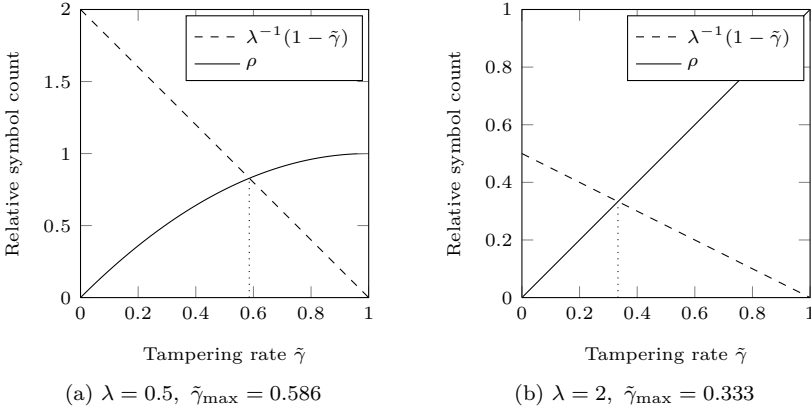 2
1.5
1
0.5
0
0 0.2 0.4 0.6 0.8 1
Relative symbol count
Tampering rate γ̃
λ⁻¹(1 − γ̃)
ρ
(a) λ = 0.5, γ̃max = 0.586
1
0.8
0.6
0.4
0.2
0
0 0.2 0.4 0.6 0.8 1
Relative symbol count
Tampering rate γ̃
λ⁻¹(1 − γ̃)
ρ
(b) λ = 2, γ̃max = 0.333